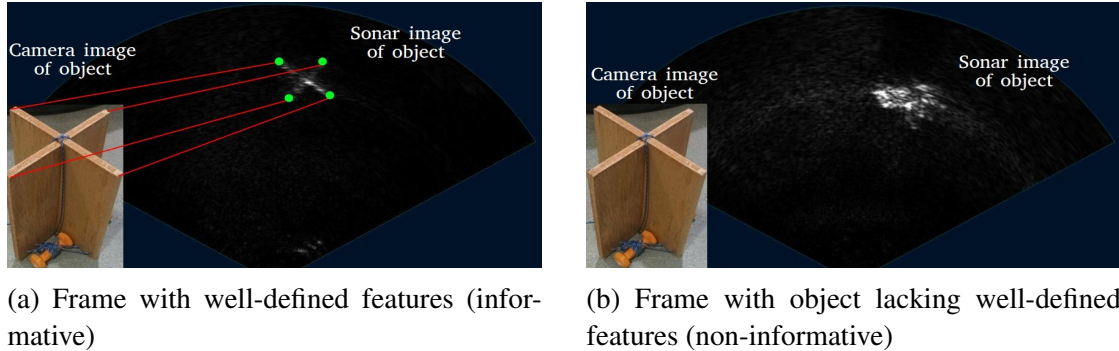 Camera image
of object
Sonar image
of object
(a) Frame with well-defined features (infor-
mative)
Camera image
of object
Sonar image
of object
(b) Frame with object lacking well-defined
features (non-informative)